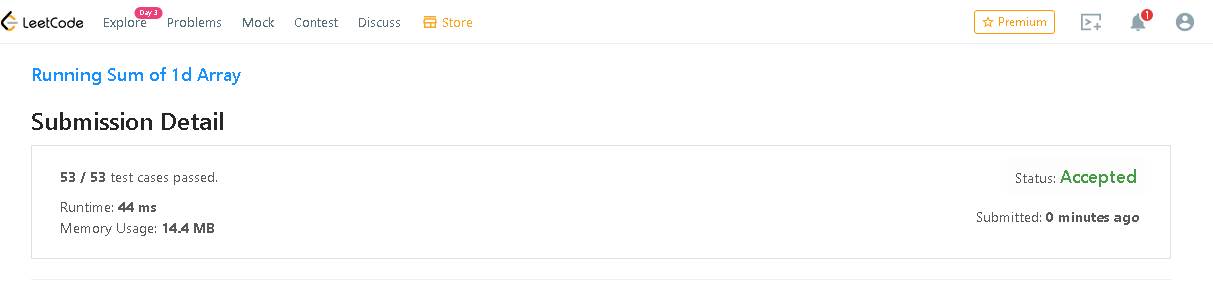 LeetCode Explore Day 3 Problems Mock Contest Discuss Store Premium 1
Running Sum of 1d Array
Submission Detail
53 / 53 test cases passed. Status: Accepted
Runtime: 44 ms Submitted: 0 minutes ago
Memory Usage: 14.4 MB